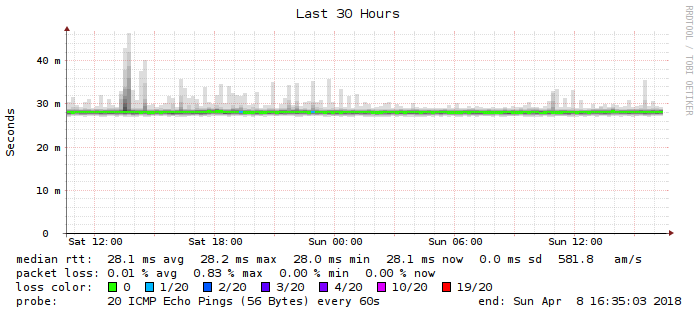 Last 30 Hours
RRDTOOL / TOBI OETIKER
Seconds
40 m
30 m
20 m
10 m
0
Sat 12:00 Sat 18:00 Sun 00:00 Sun 06:00 Sun 12:00
median rtt: 28.1 ms avg 28.2 ms max 28.0 ms min 28.1 ms now 0.0 ms sd 581.8 am/s
packet loss: 0.01 % avg 0.83 % max 0.00 % min 0.00 % now
loss color: 0 1/20 2/20 3/20 4/20 10/20 19/20
probe: 20 ICMP Echo Pings (56 Bytes) every 60s end: Sun Apr 8 16:35:03 2018